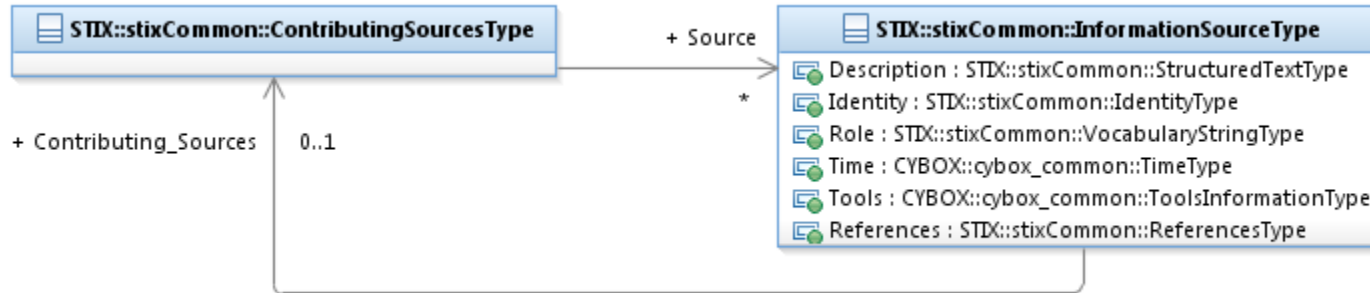 STIX::stixCommon::ContributingSourcesType
+ Source
*
+ Contributing_Sources
0..1
STIX::stixCommon::InformationSourceType
Description : STIX::stixCommon::StructuredTextType
Identity : STIX::stixCommon::IdentityType
Role : STIX::stixCommon::VocabularyStringType
Time : CYBOX::cybox_common::TimeType
Tools : CYBOX::cybox_common::ToolsInformationType
References : STIX::stixCommon::ReferencesType